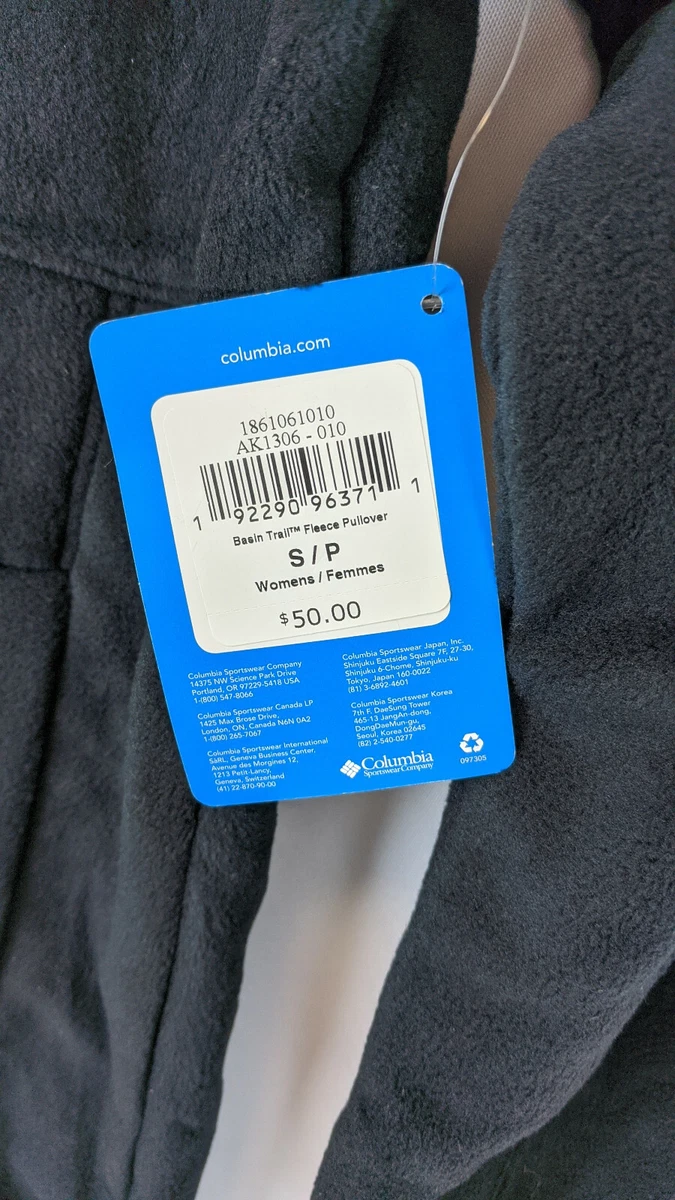 columbia.com
1861061010
AK1306 - 010
1 92290 96371 1
Basin Trail™ Fleece Pullover
S / P
Womens / Femmes
$50.00
Columbia Sportswear Company
14375 NW Science Park Drive
Portland, OR 97229-5418 USA
1-(800) 547-8066
Columbia Sportswear Canada LP
1425 Max Brose Drive,
London, ON, Canada N6N 0A2
1-(800) 265-7067
Columbia Sportswear International
SàRL, Geneva Business Center,
Avenue des Morgines 12,
1213 Petit-Lancy,
Geneva, Switzerland
(41) 22-870-90-00
Columbia Sportswear Japan, Inc.
Shinjuku Eastside Square 7F, 27-30,
Shinjuku 6-Chome, Shinjuku-ku
Tokyo, Japan 160-0022
(81) 3-6892-4601
Columbia Sportswear Korea
7th F. DaeSung Tower
465-13 JangAn-dong,
DongDaeMun-gu,
Seoul, Korea 02645
(82) 2-540-0277
Columbia
Sportswear Company
097305